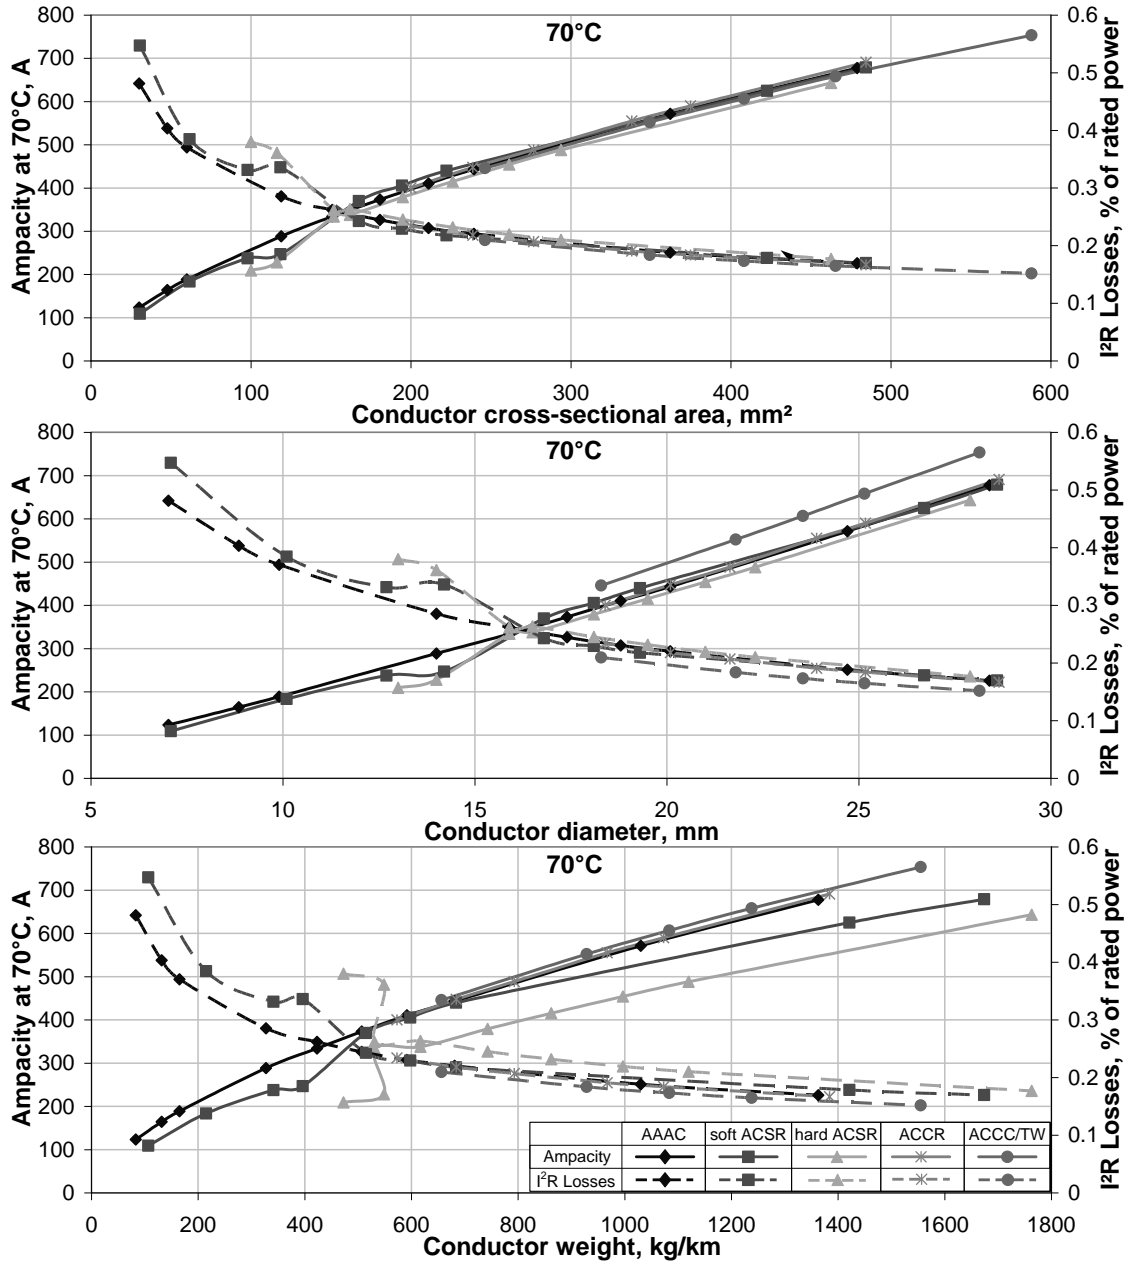 70°C
800
700
600
500
400
300
200
100
0
Ampacity at 70°C, A
0.6
0.5
0.4
0.3
0.2
0.1
0
I²R Losses, % of rated power
0 100 200 300 400 500 600
Conductor cross-sectional area, mm²
70°C
800
700
600
500
400
300
200
100
0
Ampacity at 70°C, A
0.6
0.5
0.4
0.3
0.2
0.1
0
I²R Losses, % of rated power
5 10 15 20 25 30
Conductor diameter, mm
70°C
800
700
600
500
400
300
200
100
0
Ampacity at 70°C, A
0.6
0.5
0.4
0.3
0.2
0.1
0
I²R Losses, % of rated power
AAAC soft ACSR hard ACSR ACCR ACCC/TW
Ampacity
I²R Losses
0 200 400 600 800 1000 1200 1400 1600 1800
Conductor weight, kg/km